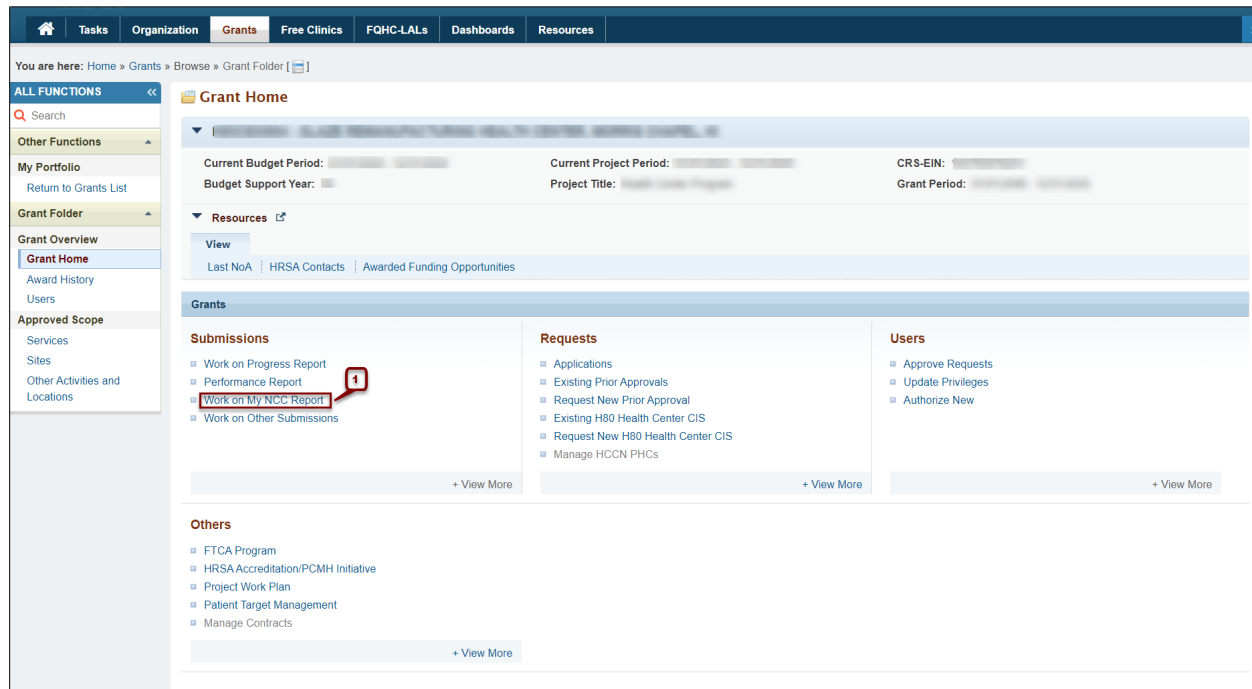 Tasks Organization Grants Free Clinics FQHC-LALs Dashboards Resources
You are here: Home » Grants » Browse » Grant Folder [ ]
ALL FUNCTIONS «
Search
Other Functions
My Portfolio
Return to Grants List
Grant Folder
Grant Overview
Grant Home
Award History
Users
Approved Scope
Services
Sites
Other Activities and
Locations
Grant Home
Current Budget Period:
Current Project Period:
CRS-EIN:
Budget Support Year:
Project Title:
Grant Period:
Resources
View
Last NoA HRSA Contacts Awarded Funding Opportunities
Grants
Submissions
Work on Progress Report
Performance Report
1
Work on My NCC Report
Work on Other Submissions
+ View More
Requests
Applications
Existing Prior Approvals
Request New Prior Approval
Existing H80 Health Center CIS
Request New H80 Health Center CIS
Manage HCCN PHCs
+ View More
Users
Approve Requests
Update Privileges
Authorize New
+ View More
Others
FTCA Program
HRSA Accreditation/PCMH Initiative
Project Work Plan
Patient Target Management
Manage Contracts
+ View More